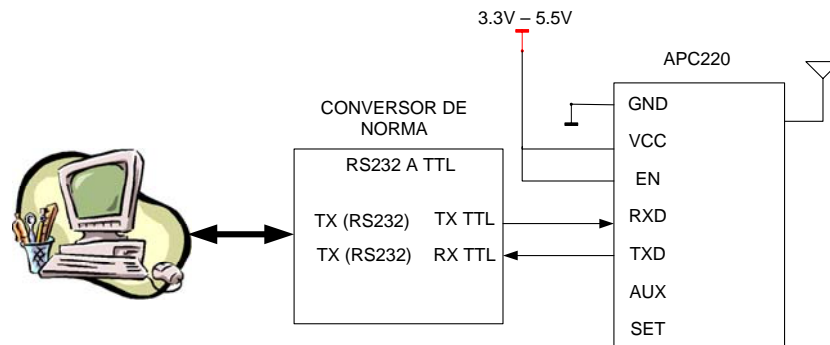 3.3V – 5.5V
APC220
CONVERSOR DE
NORMA
RS232 A TTL
TX (RS232) TX TTL
TX (RS232) RX TTL
GND
VCC
EN
RXD
TXD
AUX
SET